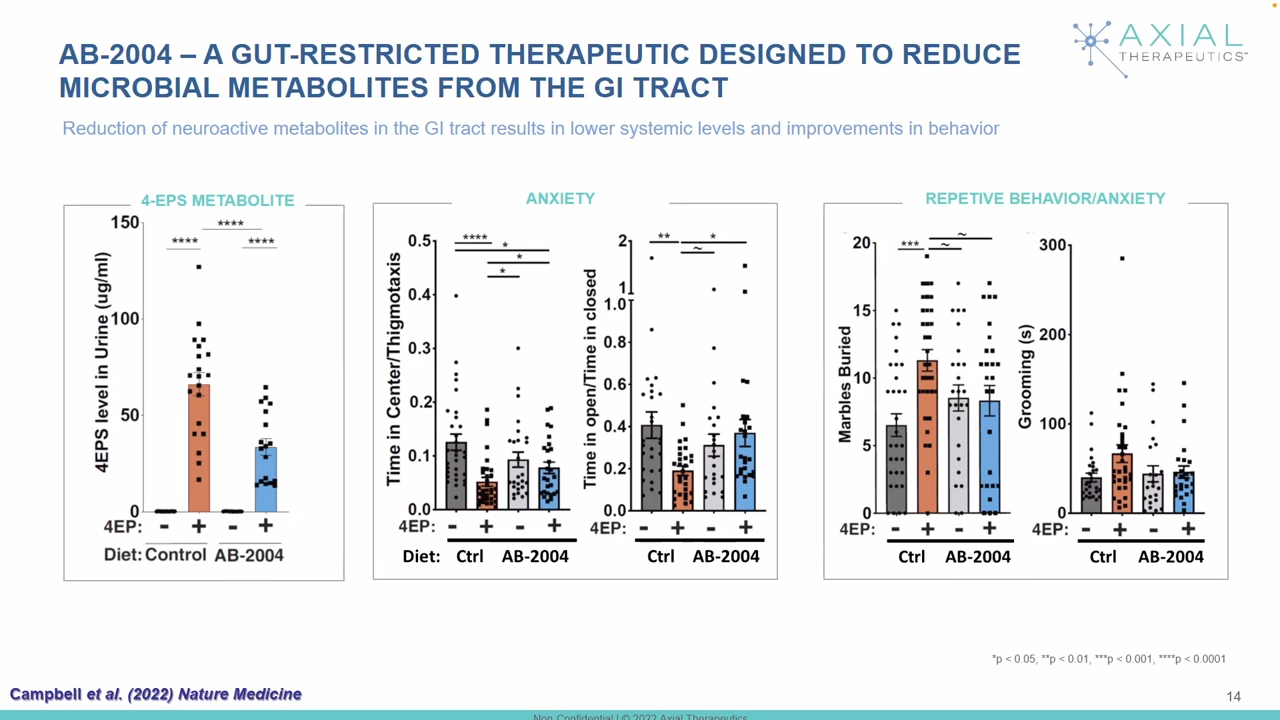 AB-2004 – A GUT-RESTRICTED THERAPEUTIC DESIGNED TO REDUCE
MICROBIAL METABOLITES FROM THE GI TRACT
AXIAL
THERAPEUTICS™
Reduction of neuroactive metabolites in the GI tract results in lower systemic levels and improvements in behavior
4-EPS METABOLITE
4EPS level in Urine (ug/ml)
150
100
50
0
****
**** ****
4EP: - + - +
Diet: Control AB-2004
ANXIETY
Time in Center/Thigmotaxis
0.5
0.4
0.3
0.2
0.1
0.0
****
*
*
*
4EP: - + - +
Diet: Ctrl AB-2004
Time in open/Time in closed
2
1
1.0
0.8
0.6
0.4
0.2
0.0
** *
~
4EP: - + - +
Ctrl AB-2004
REPETIVE BEHAVIOR/ANXIETY
Marbles Buried
20
15
10
5
0
~
*** ~
4EP: - + - +
Ctrl AB-2004
Grooming (s)
300
200
100
0
4EP: - + - +
Ctrl AB-2004
*p < 0.05, **p < 0.01, ***p < 0.001, ****p < 0.0001
Campbell et al. (2022) Nature Medicine
14
Non-Confidential | © 2022 Axial Therapeutics